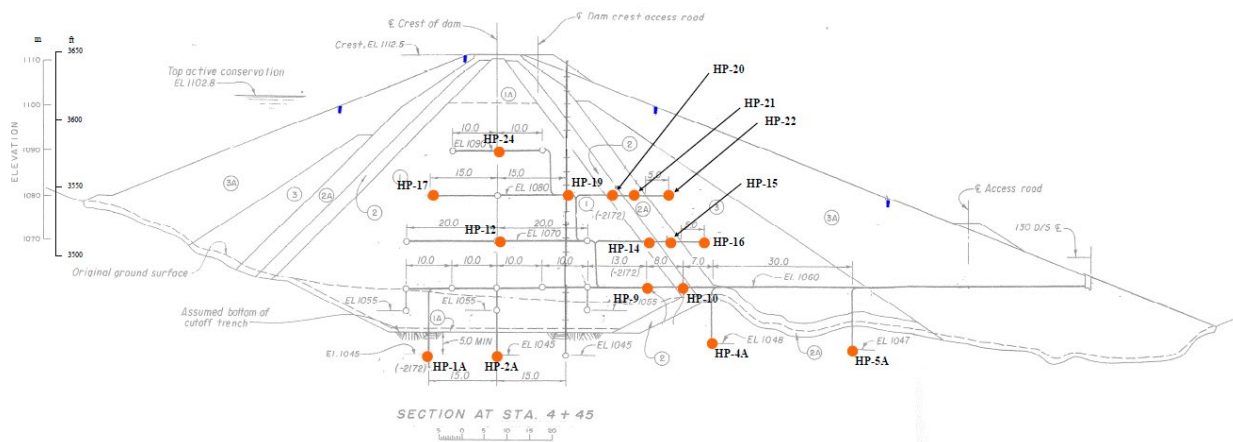 ℄ Crest of dam
℄ Dam crest access road
m ft
3650
1110
Crest, EL 1112.5
Top active conservation
EL 1102.8
HP-20
1100
3600
HP-21
1A
HP-22
10.0 10.0
2
ELEVATION
1090
EL 1090
HP-24
3A
HP-17
15.0 15.0
HP-19
5.0
HP-15
1080
3550
3
2A
1
EL 1080
1
2A
3
3A
℄ Access road
(-2172)
2
20.0 20.0
130 D/S ℄
1070
HP-12
EL 1070
HP-14
HP-16
3500
Original ground surface
10.0 10.0 10.0 10.0
13.0 8.0 7.0 30.0
(-2172)
El. 1060
EL 1055
EL 1055
HP-9
EL 1055
HP-10
Assumed bottom of
cutoff trench
1A
5.0 MIN
El. 1045
EL 1045
EL 1045
2
EL 1048
2A
EL 1047
(-2172)
HP-1A
HP-2A
HP-4A
HP-5A
15.0 15.0
SECTION AT STA. 4+45
5 0 5 10 15 20